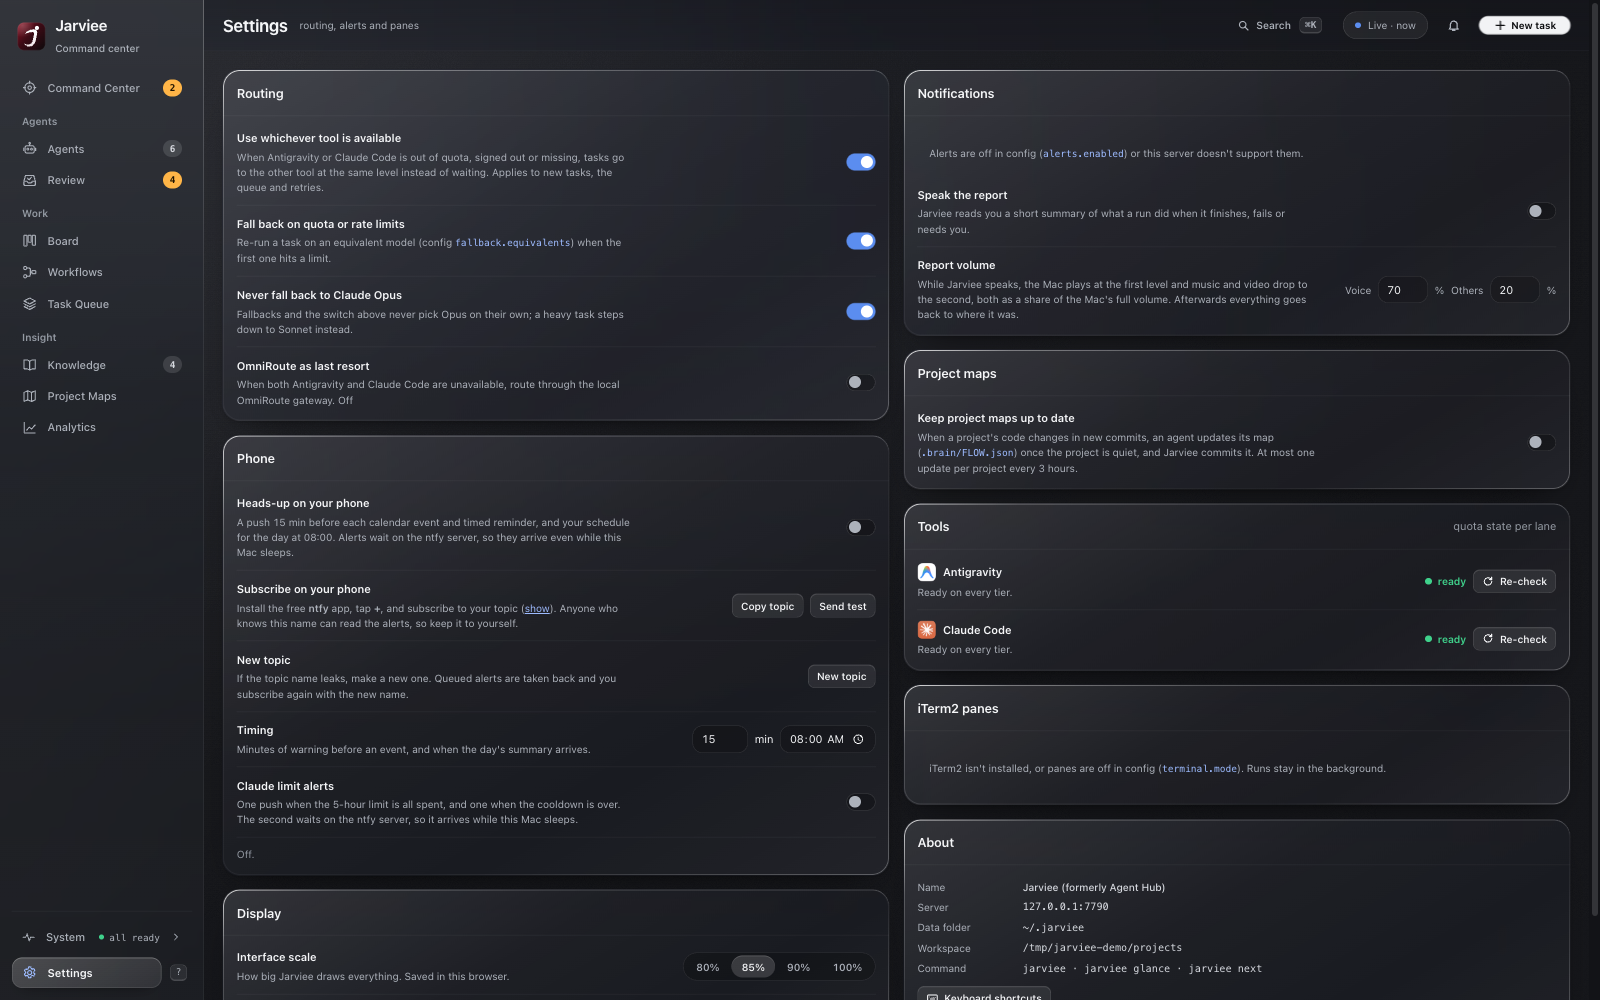 Jarviee
Command center
Command Center 2
Agents
Agents 6
Review 4
Work
Board
Workflows
Task Queue
Insight
Knowledge 4
Project Maps
Analytics
System all ready
Settings ?
Settings routing, alerts and panes
Search ⌘K Live · now + New task
Routing
Use whichever tool is available
When Antigravity or Claude Code is out of quota, signed out or missing, tasks go
to the other tool at the same level instead of waiting. Applies to new tasks, the
queue and retries.
Fall back on quota or rate limits
Re-run a task on an equivalent model (config fallback.equivalents) when the
first one hits a limit.
Never fall back to Claude Opus
Fallbacks and the switch above never pick Opus on their own; a heavy task steps
down to Sonnet instead.
OmniRoute as last resort
When both Antigravity and Claude Code are unavailable, route through the local
OmniRoute gateway. Off
Phone
Heads-up on your phone
A push 15 min before each calendar event and timed reminder, and your schedule
for the day at 08:00. Alerts wait on the ntfy server, so they arrive even while this
Mac sleeps.
Subscribe on your phone
Install the free ntfy app, tap +, and subscribe to your topic (show). Anyone who
knows this name can read the alerts, so keep it to yourself.
Copy topic Send test
New topic
If the topic name leaks, make a new one. Queued alerts are taken back and you
subscribe again with the new name.
New topic
Timing
Minutes of warning before an event, and when the day's summary arrives.
15 min 08:00 AM
Claude limit alerts
One push when the 5-hour limit is all spent, and one when the cooldown is over.
The second waits on the ntfy server, so it arrives while this Mac sleeps.
Off.
Display
Interface scale
How big Jarviee draws everything. Saved in this browser.
80% 85% 90% 100%
Notifications
Alerts are off in config (alerts.enabled) or this server doesn't support them.
Speak the report
Jarviee reads you a short summary of what a run did when it finishes, fails or
needs you.
Report volume
While Jarviee speaks, the Mac plays at the first level and music and video drop to
the second, both as a share of the Mac's full volume. Afterwards everything goes
back to where it was.
Voice 70 % Others 20 %
Project maps
Keep project maps up to date
When a project's code changes in new commits, an agent updates its map
(.brain/FLOW.json) once the project is quiet, and Jarviee commits it. At most one
update per project every 3 hours.
Tools quota state per lane
Antigravity
Ready on every tier.
ready Re-check
Claude Code
Ready on every tier.
ready Re-check
iTerm2 panes
iTerm2 isn't installed, or panes are off in config (terminal.mode). Runs stay in the background.
About
Name Jarviee (formerly Agent Hub)
Server 127.0.0.1:7790
Data folder ~/.jarviee
Workspace /tmp/jarviee-demo/projects
Command jarviee · jarviee glance · jarviee next
Keyboard shortcuts